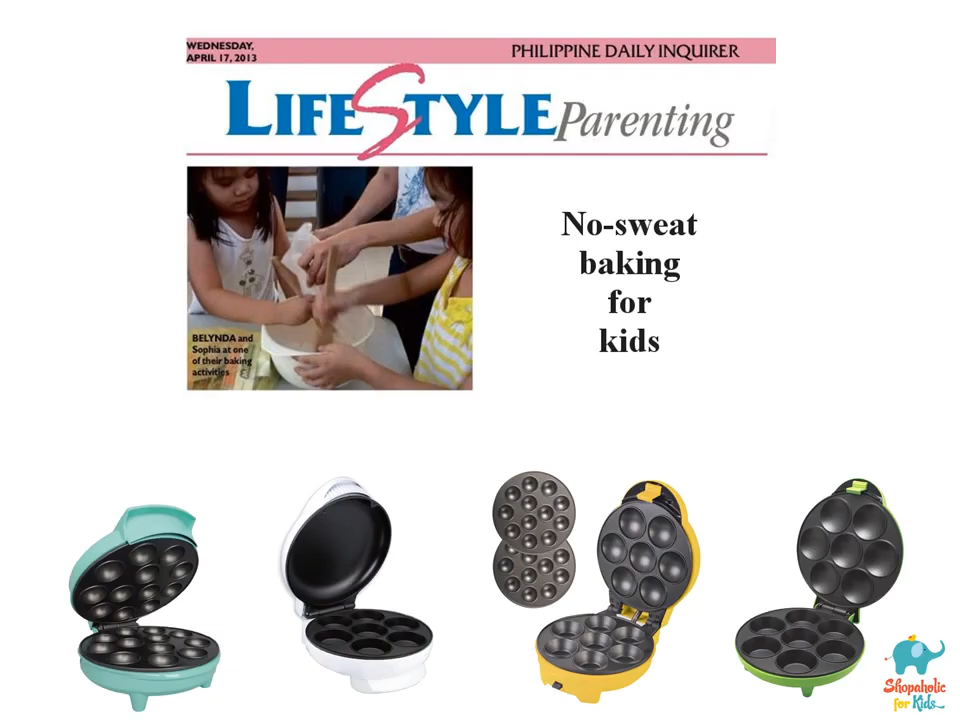 WEDNESDAY,
APRIL 17, 2013
PHILIPPINE DAILY INQUIRER
LIFESTYLE Parenting
No-sweat
baking
for
kids
BELYNDA and
Sophia at one
of their baking
activities
Shopaholic
for Kids